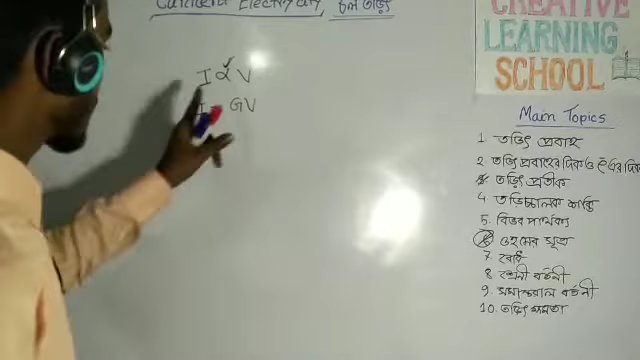 Current Electricity, চল তড়িৎ
CREATIVE
LEARNING
SCHOOL
I α V
I = GV
Main Topics
1 তড়িৎ প্রবাহ
2 তড়িৎ প্রবাহের দিক ও
3 তড়িৎ প্রতীক
4 তড়িচ্চালক শক্তি
5. বিভব পার্থক্য
6 ওহমের সূত্র
7 রোধ
8 শ্রেণী বর্তনী
9. সমান্তরাল বর্তনী
10. তড়িৎ ক্ষমতা